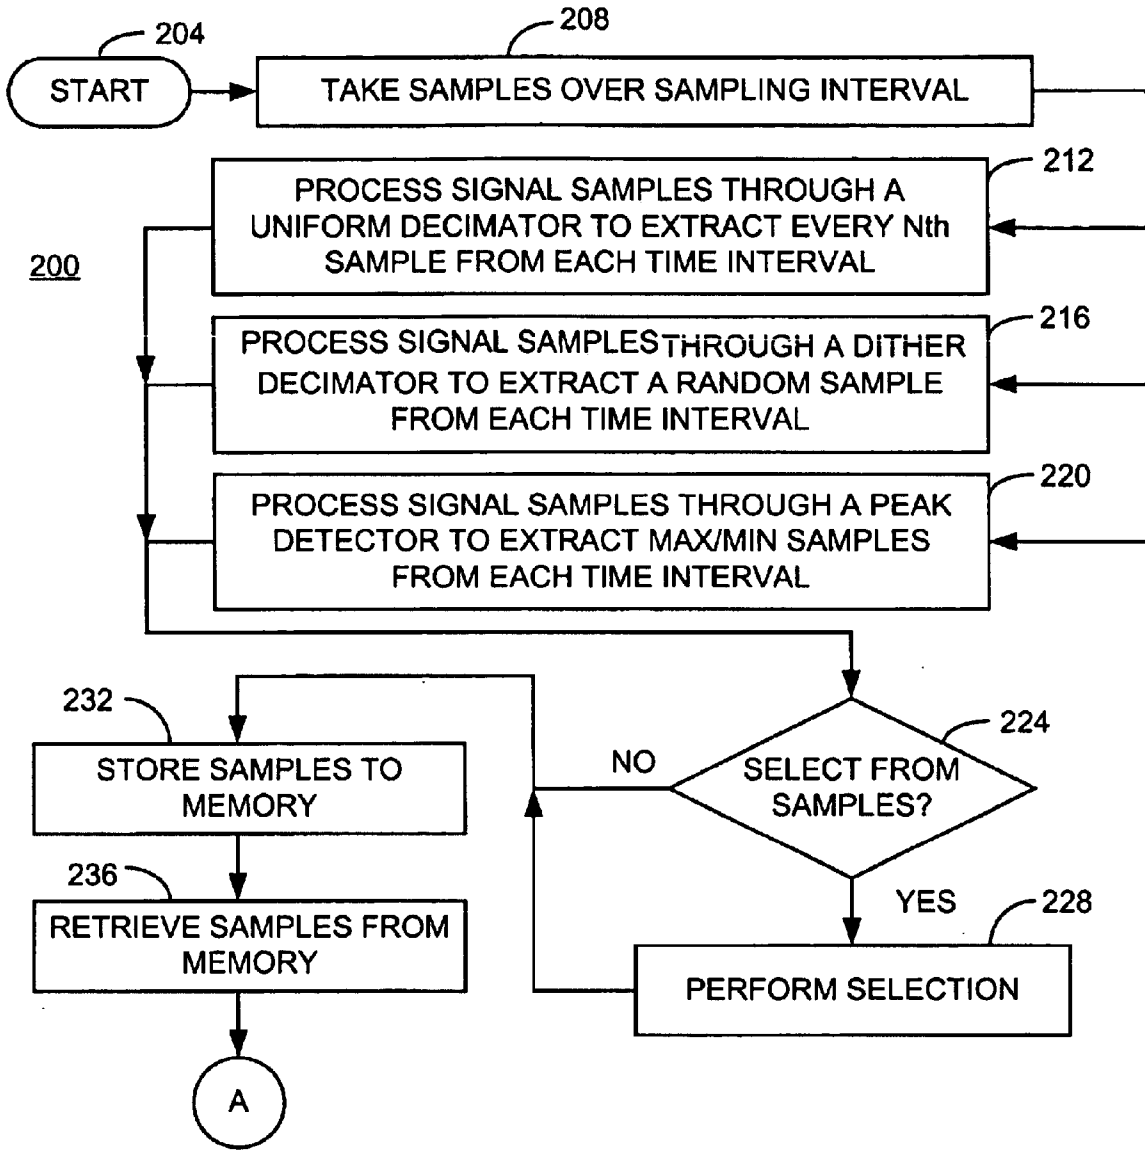 204
START
208
TAKE SAMPLES OVER SAMPLING INTERVAL
212
PROCESS SIGNAL SAMPLES THROUGH A
UNIFORM DECIMATOR TO EXTRACT EVERY Nth
SAMPLE FROM EACH TIME INTERVAL
200
216
PROCESS SIGNAL SAMPLES THROUGH A DITHER
DECIMATOR TO EXTRACT A RANDOM SAMPLE
FROM EACH TIME INTERVAL
220
PROCESS SIGNAL SAMPLES THROUGH A PEAK
DETECTOR TO EXTRACT MAX/MIN SAMPLES
FROM EACH TIME INTERVAL
224
SELECT FROM
SAMPLES?
NO
YES
228
PERFORM SELECTION
232
STORE SAMPLES TO
MEMORY
236
RETRIEVE SAMPLES FROM
MEMORY
A